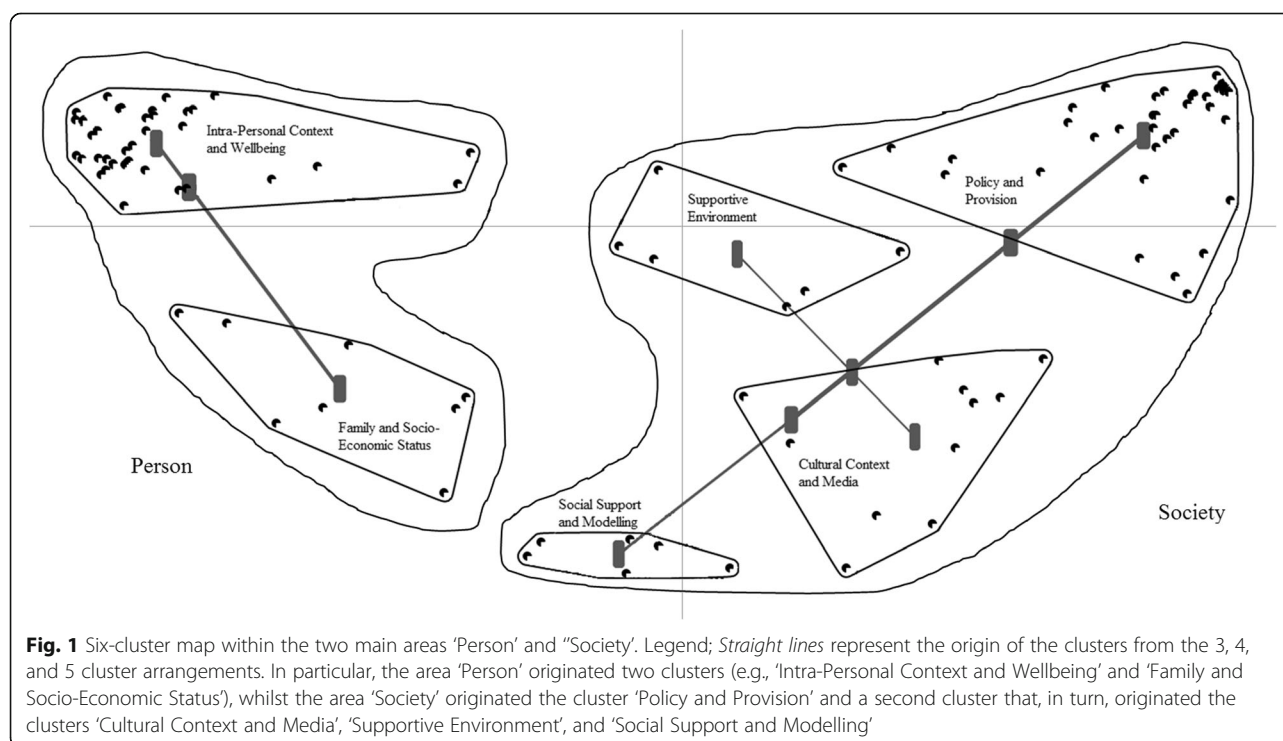 Intra-Personal Context
and Wellbeing
Policy and
Provision
Supportive
Environment
Family and Socio-
Economic Status
Person
Cultural Context
and Media
Social Support
and Modelling
Society
Fig. 1 Six-cluster map within the two main areas ‘Person’ and “Society’. Legend; Straight lines represent the origin of the clusters from the 3, 4,
and 5 cluster arrangements. In particular, the area ‘Person’ originated two clusters (e.g., ‘Intra-Personal Context and Wellbeing’ and ‘Family and
Socio-Economic Status’), whilst the area ‘Society’ originated the cluster ‘Policy and Provision’ and a second cluster that, in turn, originated the
clusters ‘Cultural Context and Media’, ‘Supportive Environment’, and ‘Social Support and Modelling’